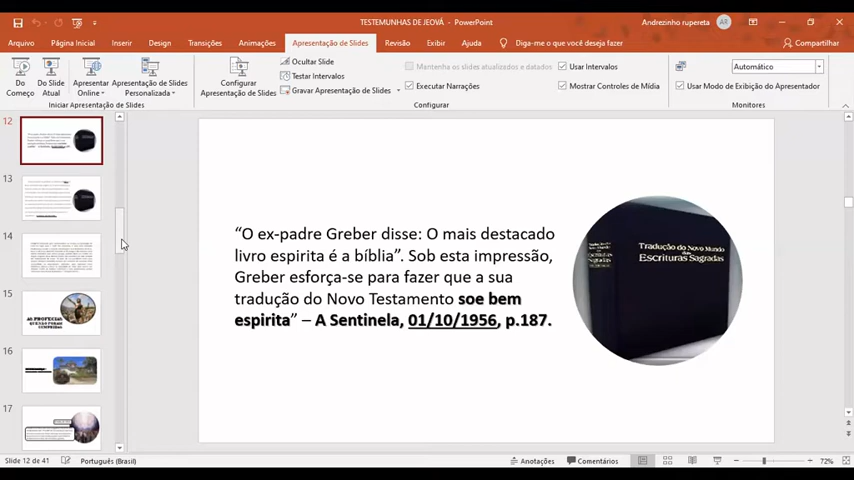 TESTEMUNHAS DE JEOVÁ - PowerPoint
Andrezinho rupereta
AR
Arquivo
Página Inicial
Inserir
Design
Transições
Animações
Apresentação de Slides
Revisão
Exibir
Ajuda
Diga-me o que você deseja fazer
Compartilhar
Do Começo
Do Slide Atual
Apresentar Online
Apresentação de Slides Personalizada
Iniciar Apresentação de Slides
Configurar Apresentação de Slides
Ocultar Slide
Testar Intervalos
Gravar Apresentação de Slides
Mantenha os slides atualizados e datados
Executar Narrações
Usar Intervalos
Mostrar Controles de Mídia
Configurar
Automático
Usar Modo de Exibição do Apresentador
Monitores
12
13
14
15
AS PROFECIAS
16
17
“O ex-padre Greber disse: O mais destacado
livro espirita é a bíblia”. Sob esta impressão,
Greber esforça-se para fazer que a sua
tradução do Novo Testamento soe bem
espirita” – A Sentinela, 01/10/1956, p.187.
Tradução do Novo Mundo
das
Escrituras Sagradas
Slide 12 de 41
Português (Brasil)
Anotações
Comentários
72%